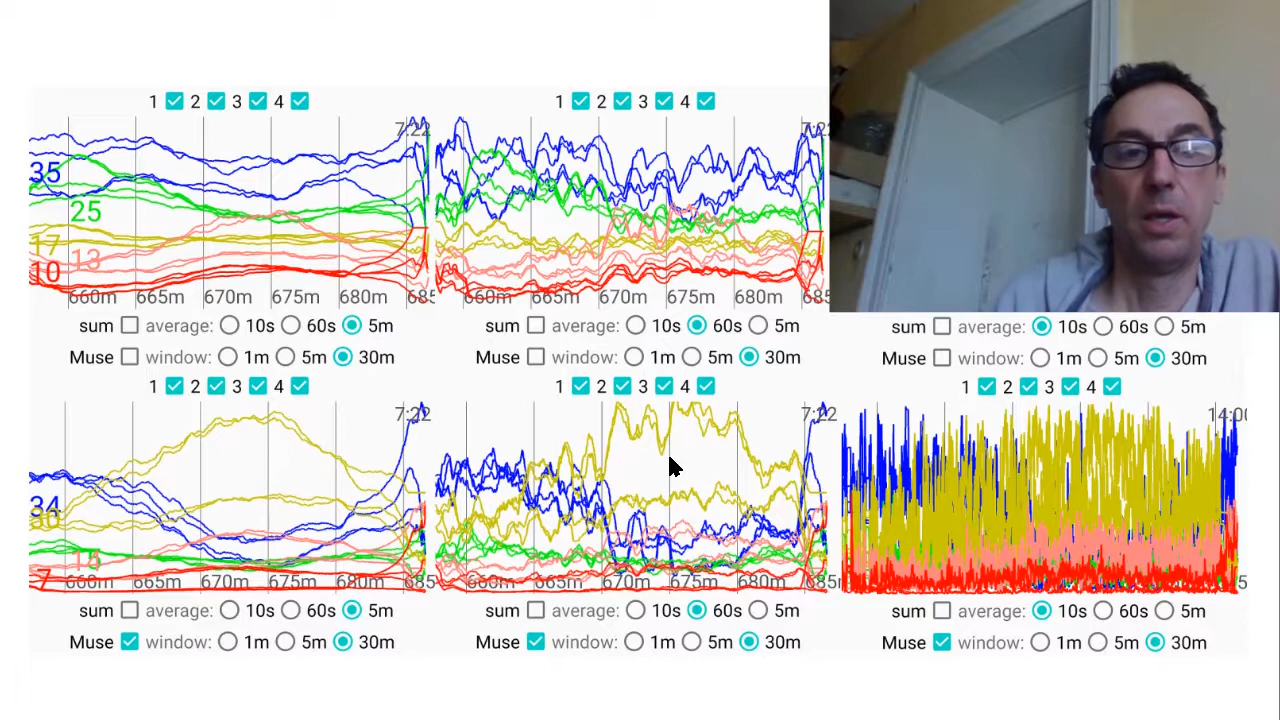 1 2 3 4 1 2 3 4
7:22 7:22
35
25
17 13
10
660m 665m 670m 675m 680m 685 660m 665m 670m 675m 680m 685
sum average: 10s 60s 5m sum average: 10s 60s 5m sum average: 10s 60s 5m
Muse window: 1m 5m 30m Muse window: 1m 5m 30m Muse window: 1m 5m 30m
1 2 3 4 1 2 3 4 1 2 3 4
7:22 7:22 14:00
34
15
7
660m 665m 670m 675m 680m 685 660m 665m 670m 675m 680m 685 5
sum average: 10s 60s 5m sum average: 10s 60s 5m sum average: 10s 60s 5m
Muse window: 1m 5m 30m Muse window: 1m 5m 30m Muse window: 1m 5m 30m